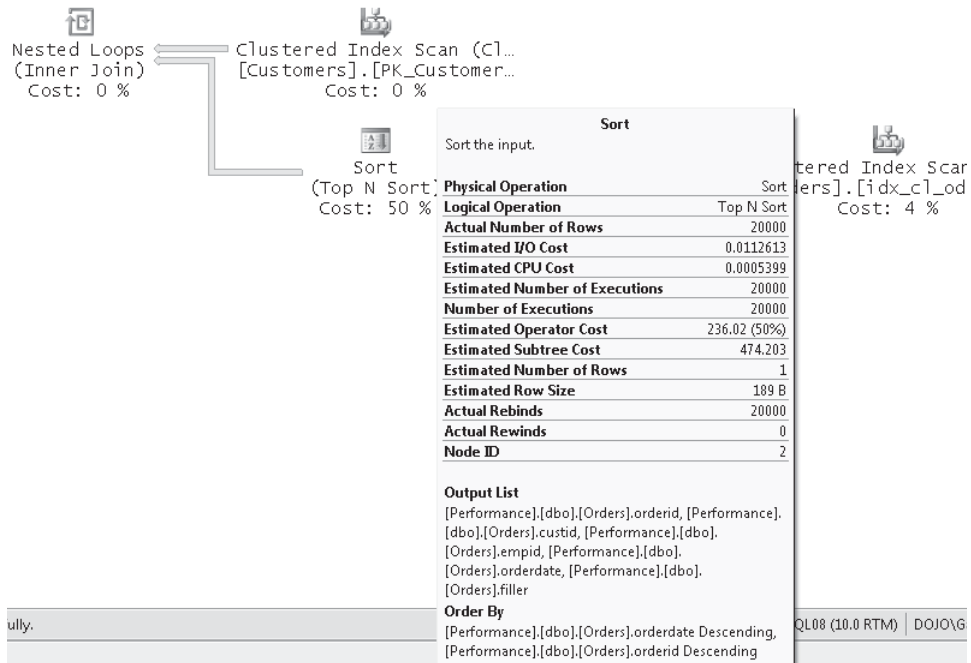 Nested Loops
(Inner Join)
Cost: 0 %
Clustered Index Scan (Cl…
[Customers].[PK_Customer…
Cost: 0 %
Sort
(Top N Sort)
Cost: 50 %
tered Index Scan
ders].[idx_cl_od
Cost: 4 %
Sort
Sort the input.
Physical Operation Sort
Logical Operation Top N Sort
Actual Number of Rows 20000
Estimated I/O Cost 0.0112613
Estimated CPU Cost 0.0005399
Estimated Number of Executions 20000
Number of Executions 20000
Estimated Operator Cost 236.02 (50%)
Estimated Subtree Cost 474.203
Estimated Number of Rows 1
Estimated Row Size 189 B
Actual Rebinds 20000
Actual Rewinds 0
Node ID 2
Output List
[Performance].[dbo].[Orders].orderid, [Performance].
[dbo].[Orders].custid, [Performance].[dbo].
[Orders].empid, [Performance].[dbo].
[Orders].orderdate, [Performance].[dbo].
[Orders].filler
Order By
[Performance].[dbo].[Orders].orderdate Descending,
[Performance].[dbo].[Orders].orderid Descending
ully.
QL08 (10.0 RTM)
DOJO\G